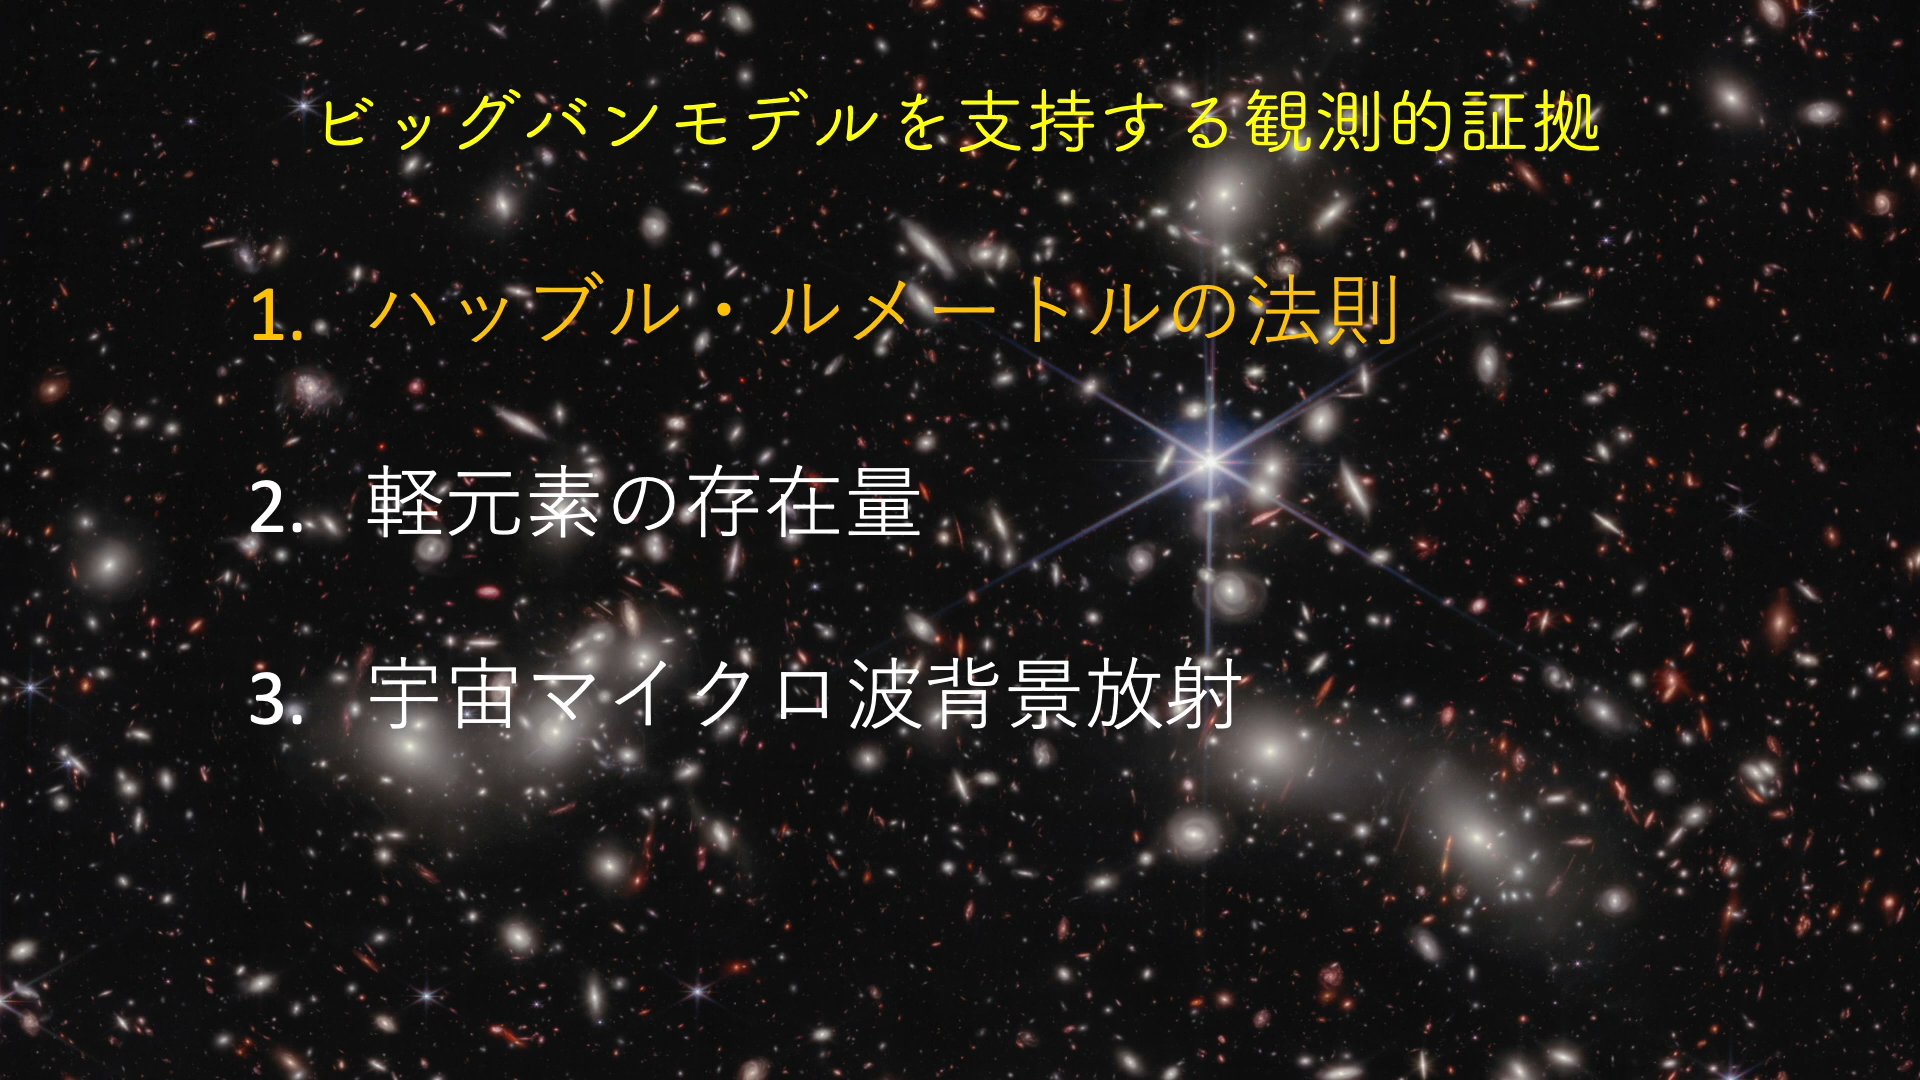 ビッグバンモデルを支持する観測的証拠
1. ハッブル・ルメートルの法則
2. 軽元素の存在量
3. 宇宙マイクロ波背景放射